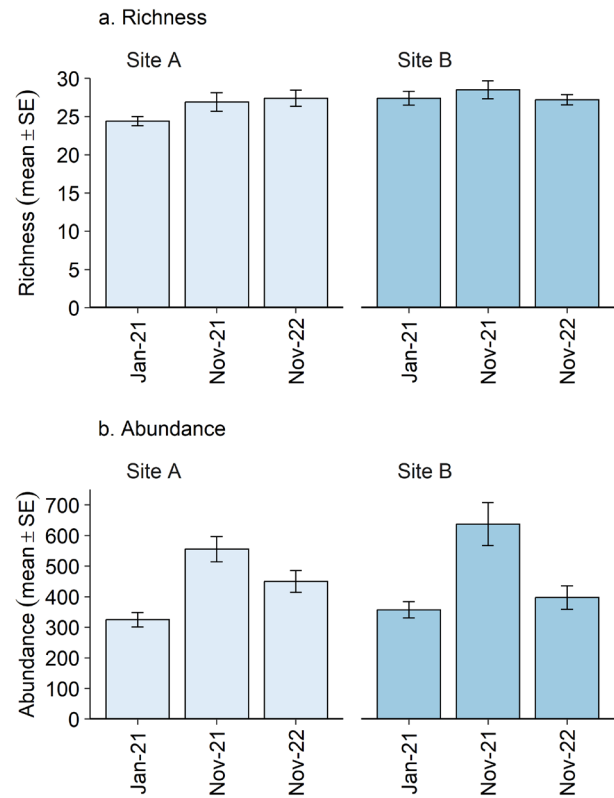 a. Richness
Site A
Site B
Richness (mean ± SE)
30
25
20
15
10
5
0
Jan-21
Nov-21
Nov-22
Jan-21
Nov-21
Nov-22
b. Abundance
Site A
Site B
Abundance (mean ± SE)
700
600
500
400
300
200
100
0
Jan-21
Nov-21
Nov-22
Jan-21
Nov-21
Nov-22